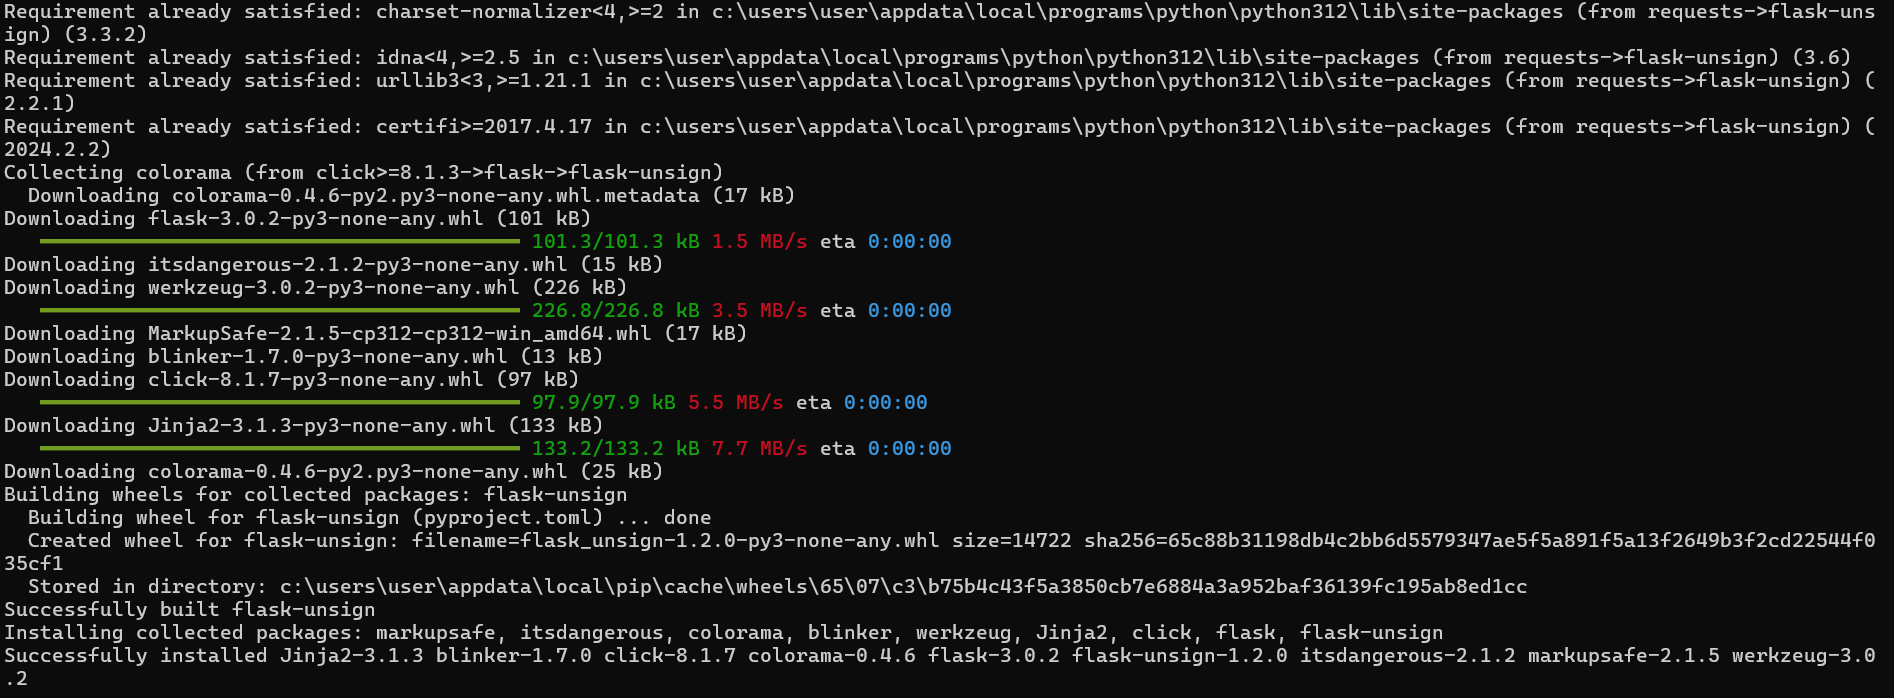 Requirement already satisfied: charset-normalizer<4,>=2 in c:\users\user\appdata\local\programs\python\python312\lib\site-packages (from requests->flask-uns
ign) (3.3.2)
Requirement already satisfied: idna<4,>=2.5 in c:\users\user\appdata\local\programs\python\python312\lib\site-packages (from requests->flask-unsign) (3.6)
Requirement already satisfied: urllib3<3,>=1.21.1 in c:\users\user\appdata\local\programs\python\python312\lib\site-packages (from requests->flask-unsign) (
2.2.1)
Requirement already satisfied: certifi>=2017.4.17 in c:\users\user\appdata\local\programs\python\python312\lib\site-packages (from requests->flask-unsign) (
2024.2.2)
Collecting colorama (from click>=8.1.3->flask->flask-unsign)
  Downloading colorama-0.4.6-py2.py3-none-any.whl.metadata (17 kB)
Downloading flask-3.0.2-py3-none-any.whl (101 kB)
101.3/101.3 kB 1.5 MB/s eta 0:00:00
Downloading itsdangerous-2.1.2-py3-none-any.whl (15 kB)
Downloading werkzeug-3.0.2-py3-none-any.whl (226 kB)
226.8/226.8 kB 3.5 MB/s eta 0:00:00
Downloading MarkupSafe-2.1.5-cp312-cp312-win_amd64.whl (17 kB)
Downloading blinker-1.7.0-py3-none-any.whl (13 kB)
Downloading click-8.1.7-py3-none-any.whl (97 kB)
97.9/97.9 kB 5.5 MB/s eta 0:00:00
Downloading Jinja2-3.1.3-py3-none-any.whl (133 kB)
133.2/133.2 kB 7.7 MB/s eta 0:00:00
Downloading colorama-0.4.6-py2.py3-none-any.whl (25 kB)
Building wheels for collected packages: flask-unsign
  Building wheel for flask-unsign (pyproject.toml) ... done
  Created wheel for flask-unsign: filename=flask_unsign-1.2.0-py3-none-any.whl size=14722 sha256=65c88b31198db4c2bb6d5579347ae5f5a891f5a13f2649b3f2cd22544f0
35cf1
  Stored in directory: c:\users\user\appdata\local\pip\cache\wheels\65\07\c3\b75b4c43f5a3850cb7e6884a3a952baf36139fc195ab8ed1cc
Successfully built flask-unsign
Installing collected packages: markupsafe, itsdangerous, colorama, blinker, werkzeug, Jinja2, click, flask, flask-unsign
Successfully installed Jinja2-3.1.3 blinker-1.7.0 click-8.1.7 colorama-0.4.6 flask-3.0.2 flask-unsign-1.2.0 itsdangerous-2.1.2 markupsafe-2.1.5 werkzeug-3.0
.2